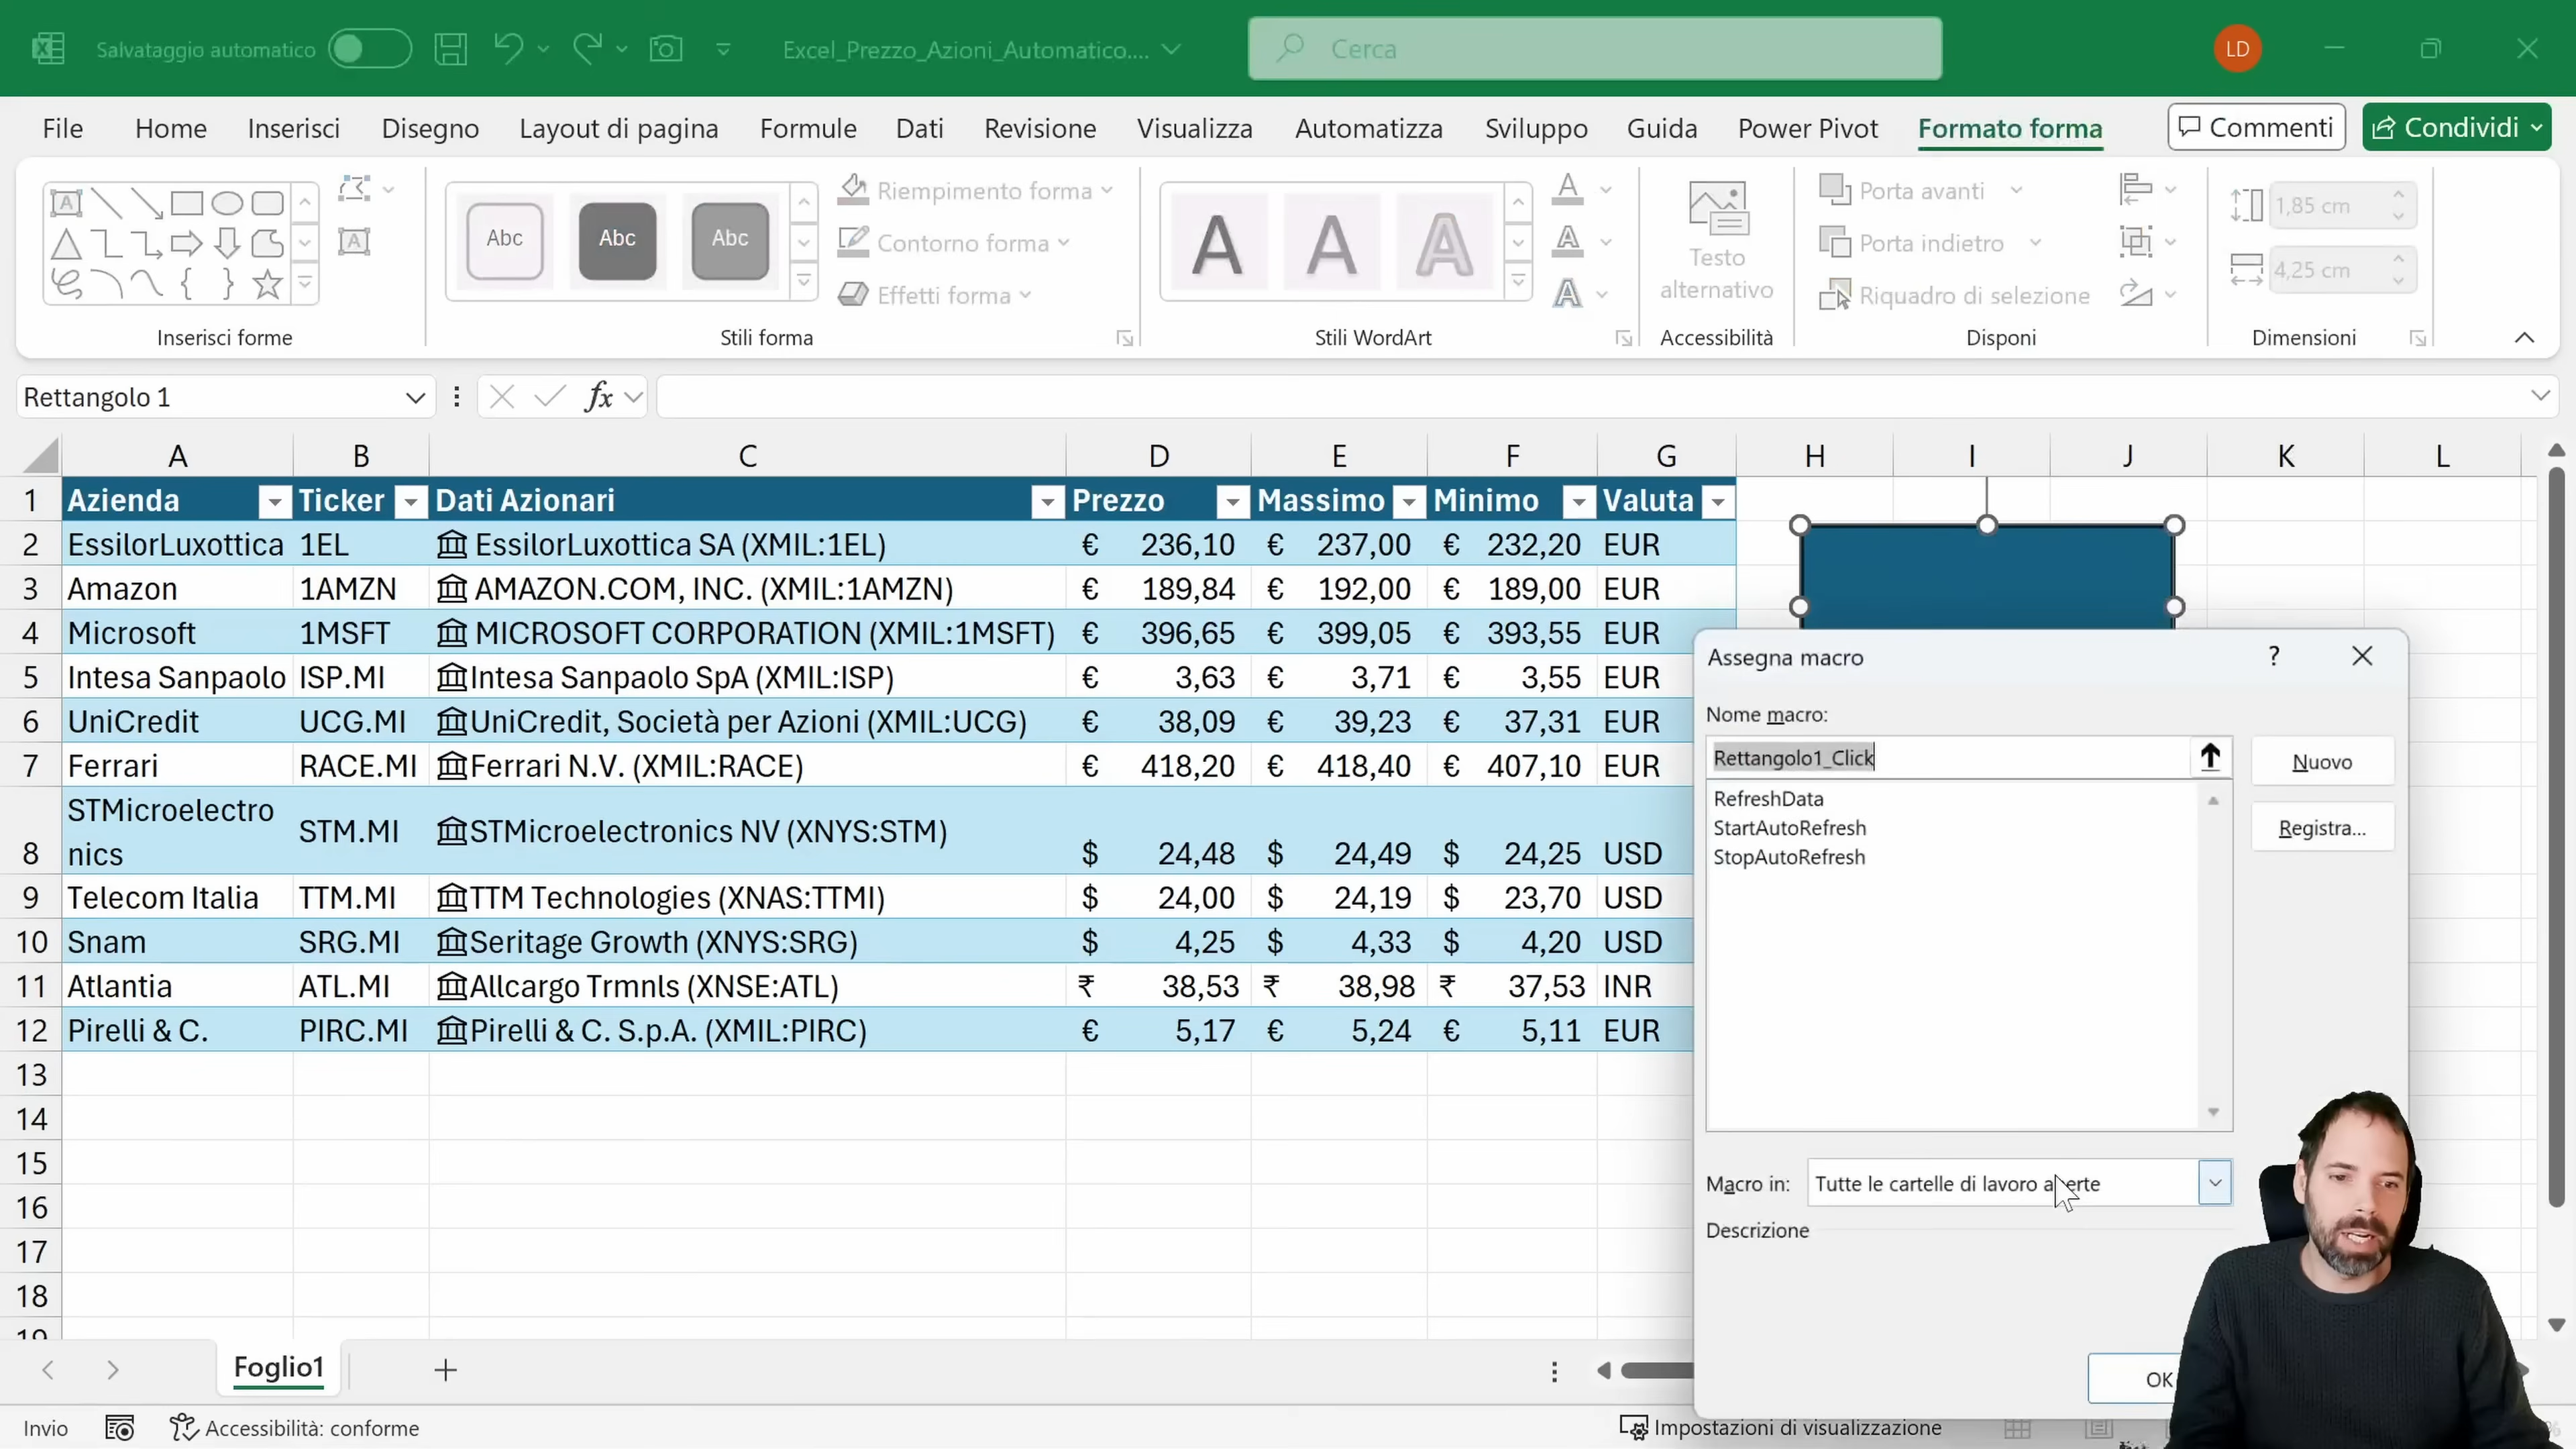 Salvataggio automatico
Excel_Prezzo_Azioni_Automatico....
Cerca
LD
File Home Inserisci Disegno Layout di pagina Formule Dati Revisione Visualizza Automatizza Sviluppo Guida Power Pivot Formato forma Commenti Condividi
Abc Abc Abc
Riempimento forma
Contorno forma
Effetti forma
A A A
Testo alternativo
Porta avanti
Porta indietro
Riquadro di selezione
1,85 cm
4,25 cm
Inserisci forme Stili forma Stili WordArt Accessibilità Disponi Dimensioni
Rettangolo 1 fx
A B C D E F G H I J K L
1 Azienda Ticker Dati Azionari Prezzo Massimo Minimo Valuta
2 EssilorLuxottica 1EL EssilorLuxottica SA (XMIL:1EL) € 236,10 € 237,00 € 232,20 EUR
3 Amazon 1AMZN AMAZON.COM, INC. (XMIL:1AMZN) € 189,84 € 192,00 € 189,00 EUR
4 Microsoft 1MSFT MICROSOFT CORPORATION (XMIL:1MSFT) € 396,65 € 399,05 € 393,55 EUR
5 Intesa Sanpaolo ISP.MI Intesa Sanpaolo SpA (XMIL:ISP) € 3,63 € 3,71 € 3,55 EUR
6 UniCredit UCG.MI UniCredit, Società per Azioni (XMIL:UCG) € 38,09 € 39,23 € 37,31 EUR
7 Ferrari RACE.MI Ferrari N.V. (XMIL:RACE) € 418,20 € 418,40 € 407,10 EUR
8 STMicroelectro
nics STM.MI STMicroelectronics NV (XNYS:STM) $ 24,48 $ 24,49 $ 24,25 USD
9 Telecom Italia TTM.MI TTM Technologies (XNAS:TTMI) $ 24,00 $ 24,19 $ 23,70 USD
10 Snam SRG.MI Seritage Growth (XNYS:SRG) $ 4,25 $ 4,33 $ 4,20 USD
11 Atlantia ATL.MI Allcargo Trmnls (XNSE:ATL) ₹ 38,53 ₹ 38,98 ₹ 37,53 INR
12 Pirelli & C. PIRC.MI Pirelli & C. S.p.A. (XMIL:PIRC) € 5,17 € 5,24 € 5,11 EUR
13
14
15
16
17
18
19
Assegna macro ?
Nome macro:
Rettangolo1_Click
Nuovo
RefreshData
StartAutoRefresh
StopAutoRefresh
Registra...
Macro in: Tutte le cartelle di lavoro aperte
Descrizione
OK
Foglio1
Invio Accessibilità: conforme Impostazioni di visualizzazione